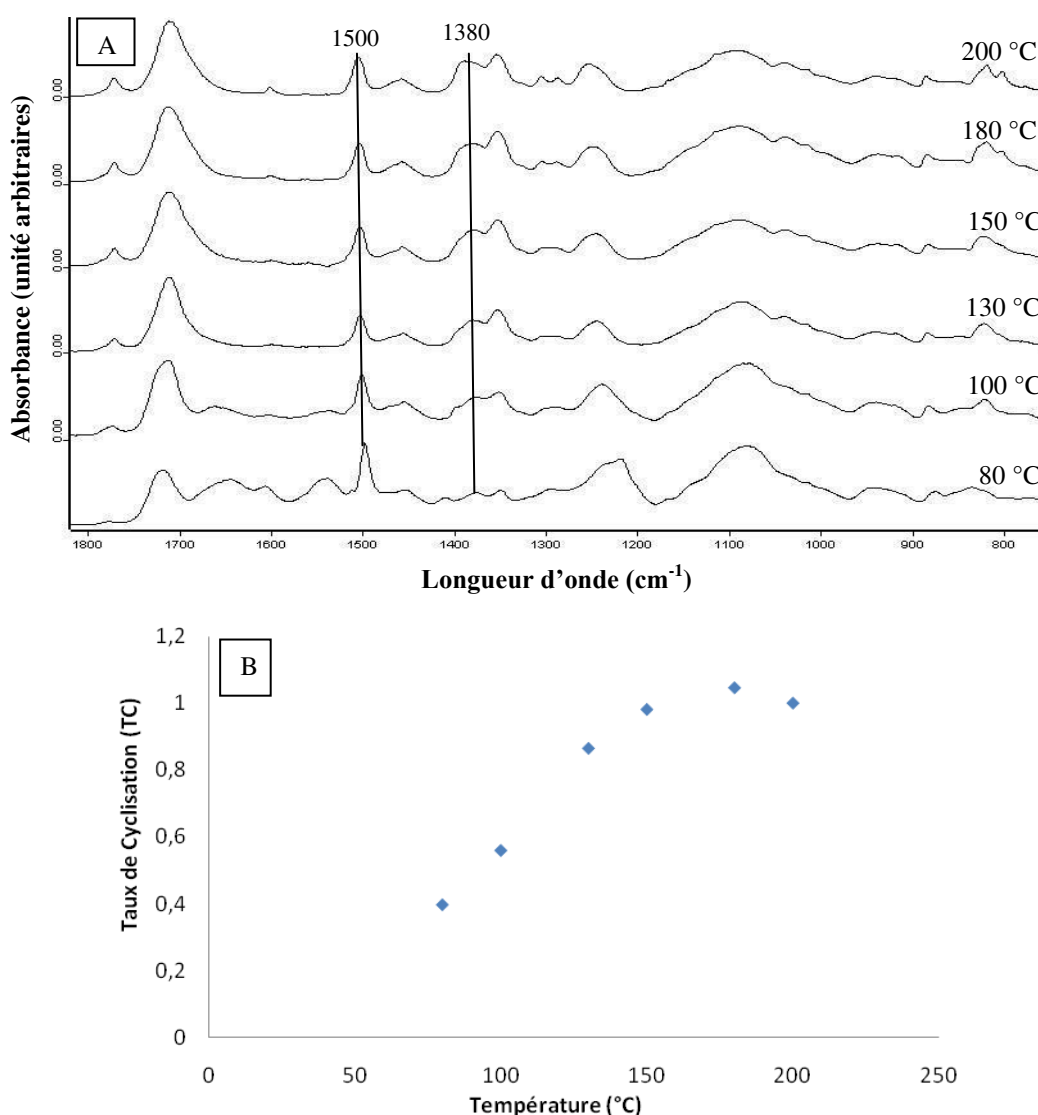 A
1500
1380
200 °C
180 °C
150 °C
130 °C
100 °C
80 °C
0.00
0.00
0.00
0.00
0.00
Absorbance (unité arbitraires)
1800 1700 1600 1500 1400 1300 1200 1100 1000 900 800
Longueur d’onde (cm-1)
B
1,2
1
0,8
0,6
0,4
0,2
0
Taux de Cyclisation (TC)
0 50 100 150 200 250
Température (°C)